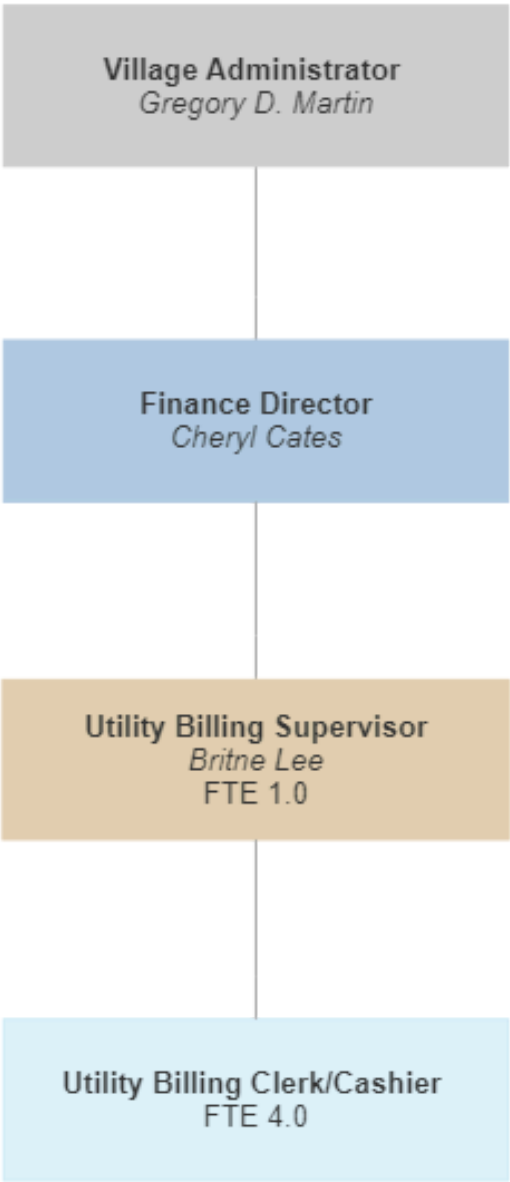 Village Administrator
Gregory D. Martin
Finance Director
Cheryl Cates
Utility Billing Supervisor
Britne Lee
FTE 1.0
Utility Billing Clerk/Cashier
FTE 4.0